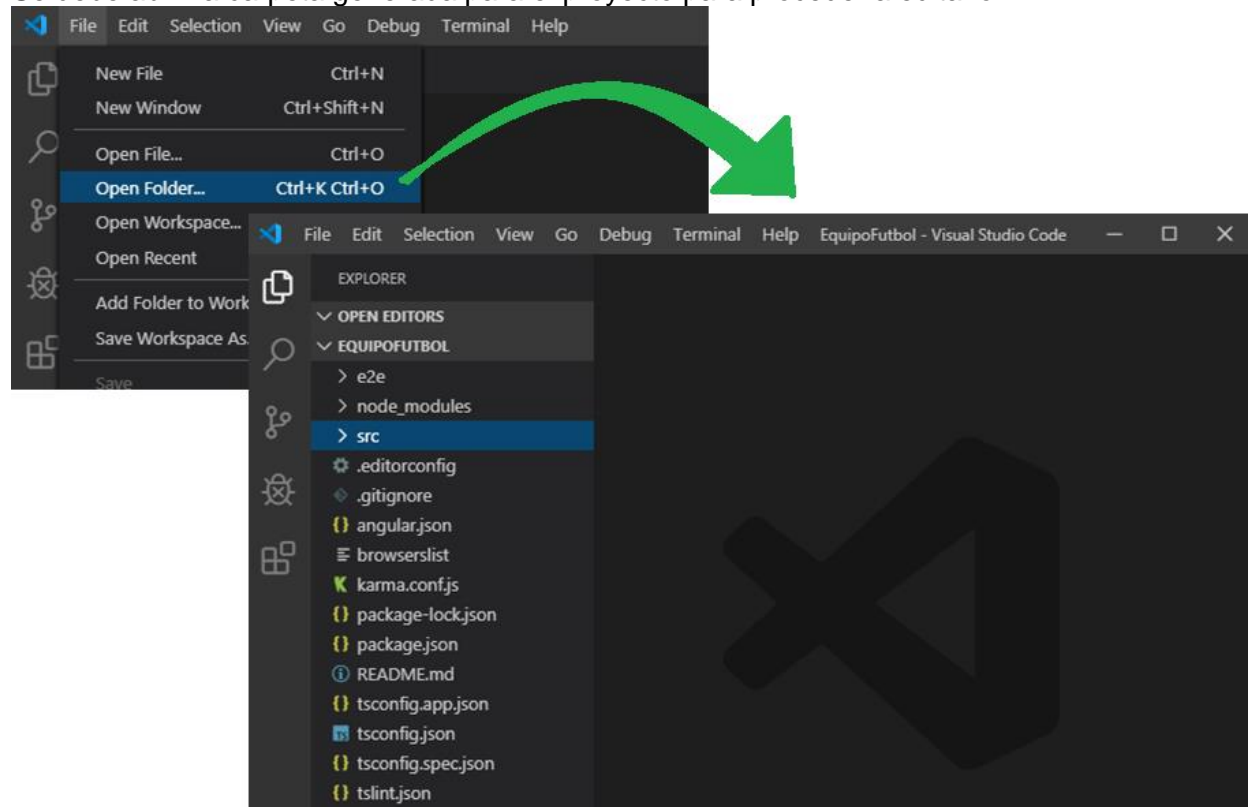 File Edit Selection View Go Debug Terminal Help
New File Ctrl+N
New Window Ctrl+Shift+N
Open File... Ctrl+O
Open Folder... Ctrl+K Ctrl+O
Open Workspace...
Open Recent
Add Folder to Work
Save Workspace As.
Save
File Edit Selection View Go Debug Terminal Help EquipoFutbol - Visual Studio Code
EXPLORER
OPEN EDITORS
EQUIPOFUTBOL
e2e
node_modules
src
.editorconfig
.gitignore
angular.json
browserslist
karma.conf.js
package-lock.json
package.json
README.md
tsconfig.app.json
tsconfig.json
tsconfig.spec.json
tslint.json